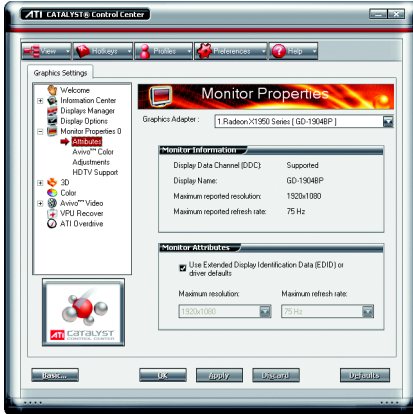 ATI CATALYST® Control Center
View
Hotkeys
Profiles
Preferences
Help
Graphics Settings
Welcome
Information Center
Displays Manager
Display Options
Monitor Properties 0
Attributes
Avivo™ Color
Adjustments
HDTV Support
3D
Color
Avivo™ Video
VPU Recover
ATI Overdrive
ATI CATALYST
CONTROL CENTER
Monitor Properties
Graphics Adapter :
1.Radeon X1950 Series [ GD-1904BP ]
Monitor Information
Display Data Channel (DDC): Supported
Display Name: GD-1904BP
Maximum reported resolution: 1920x1080
Maximum reported refresh rate: 75 Hz
Monitor Attributes
Use Extended Display Identification Data (EDID) or
driver defaults
Maximum resolution: Maximum refresh rate:
1920x1080 75 Hz
Basic... OK Apply Discard Defaults